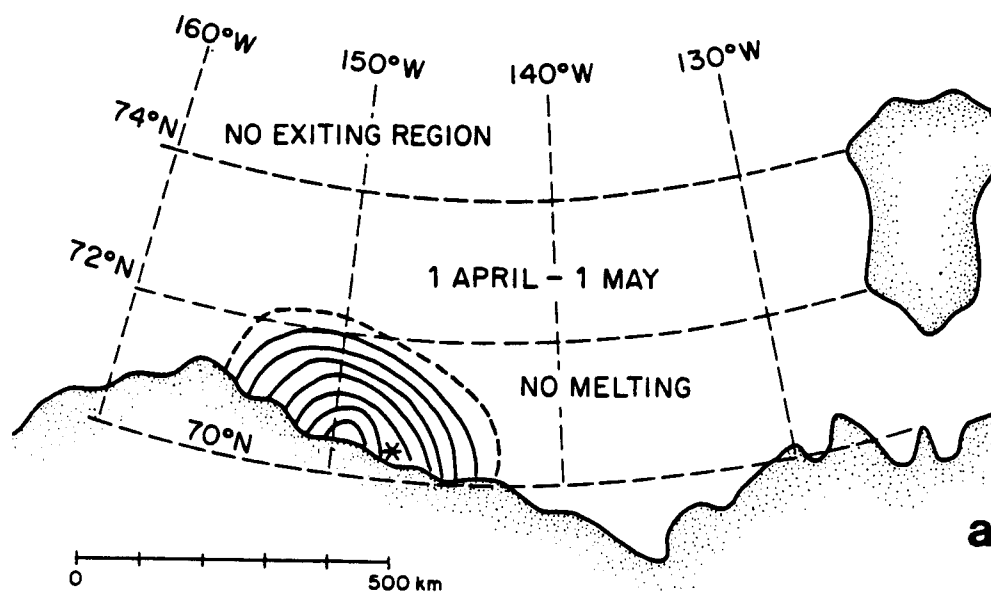 160°W
150°W
140°W
130°W
74°N
NO EXITING REGION
72°N
1 APRIL - 1 MAY
NO MELTING
70°N
a
0
500 km